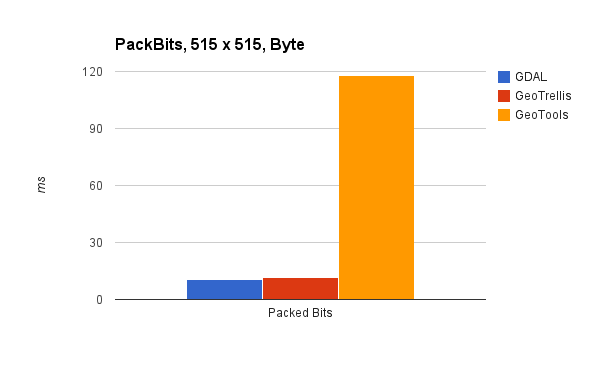 PackBits, 515 x 515, Byte
120
90
60
30
0
ms
Packed Bits
GDAL
GeoTrellis
GeoTools